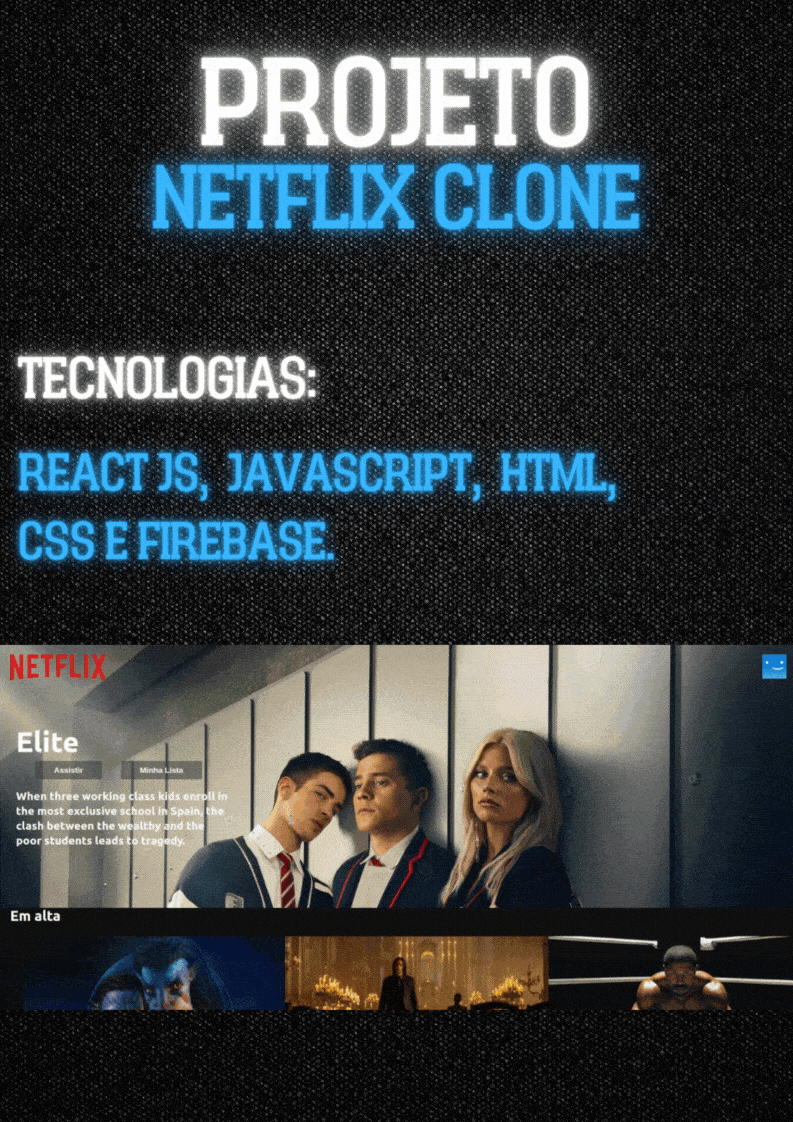 PROJETO
NETFLIX CLONE
TECNOLOGIAS:
REACT JS, JAVASCRIPT, HTML,
CSS E FIREBASE.
NETFLIX
Elite
Assistir Minha Lista
When three working class kids enroll in
the most exclusive school in Spain, the
clash between the wealthy and the
poor students leads to tragedy.
Em alta